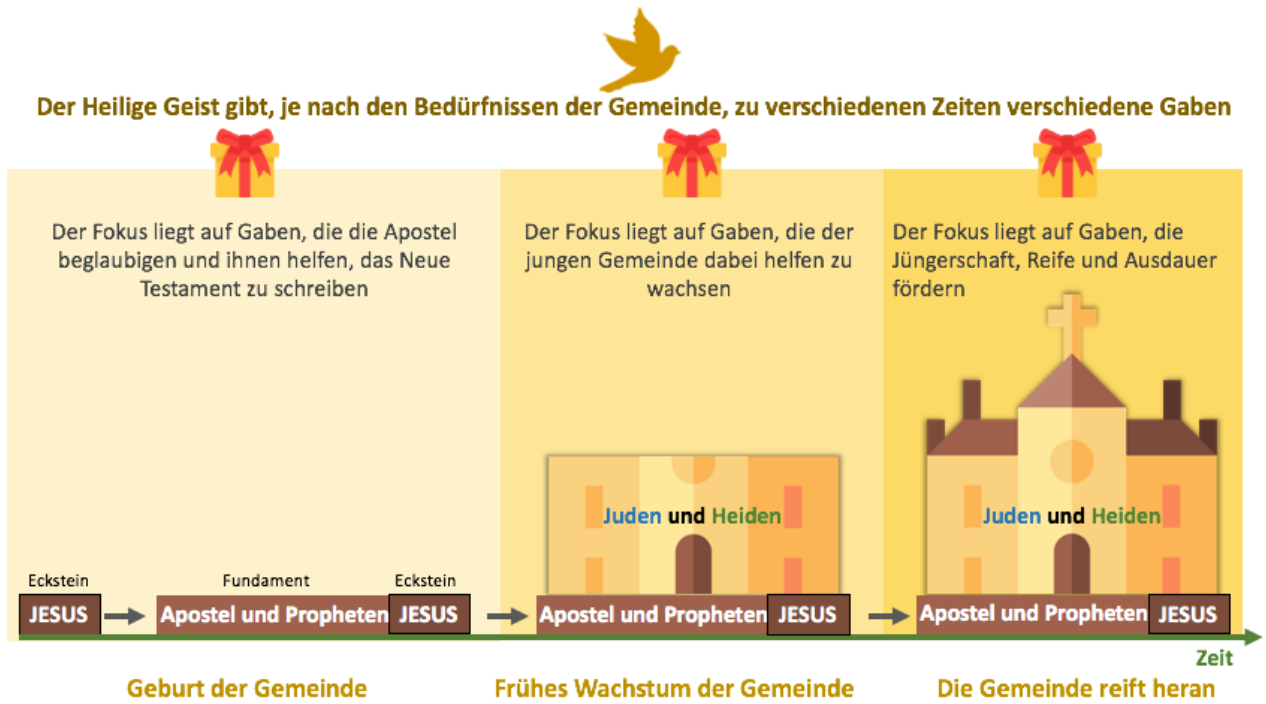 Der Heilige Geist gibt, je nach den Bedürfnissen der Gemeinde, zu verschiedenen Zeiten verschiedene Gaben
Der Fokus liegt auf Gaben, die die Apostel
beglaubigen und ihnen helfen, das Neue
Testament zu schreiben
Der Fokus liegt auf Gaben, die der
jungen Gemeinde dabei helfen zu
wachsen
Der Fokus liegt auf Gaben, die
Jüngerschaft, Reife und Ausdauer
fördern
Juden und Heiden
Juden und Heiden
Eckstein
Fundament
Eckstein
JESUS
Apostel und Propheten
JESUS
Apostel und Propheten
JESUS
Apostel und Propheten
JESUS
Zeit
Geburt der Gemeinde
Frühes Wachstum der Gemeinde
Die Gemeinde reift heran